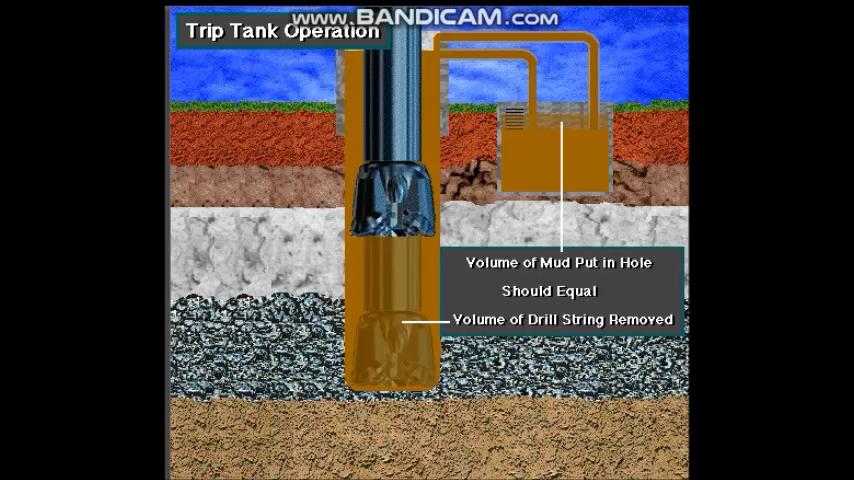 www.BANDICAM.com
Trip Tank Operation
Volume of Mud Put in Hole
Should Equal
Volume of Drill String Removed